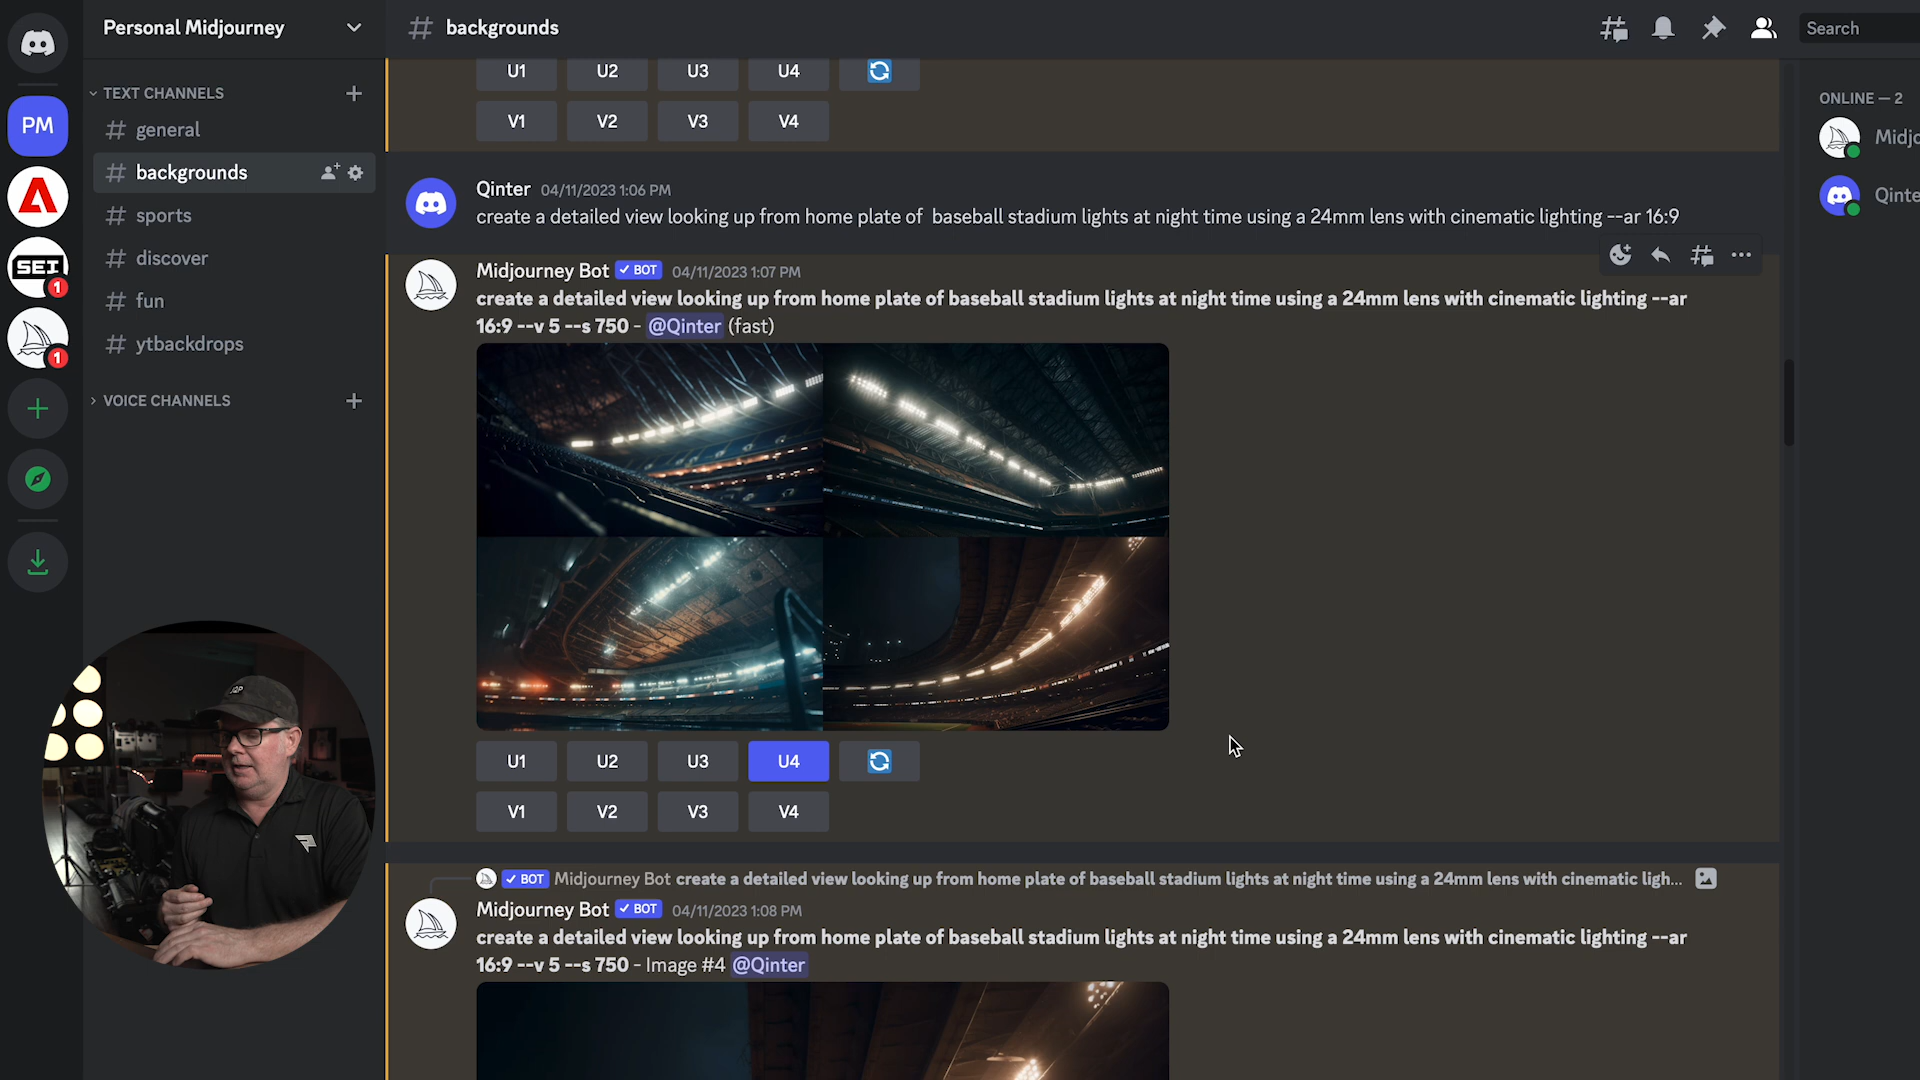 Personal Midjourney
# backgrounds
Search
TEXT CHANNELS
# general
# backgrounds
# sports
# discover
# fun
# ytbackdrops
VOICE CHANNELS
PM
SEI
1
1
U1 U2 U3 U4
V1 V2 V3 V4
Qinter 04/11/2023 1:06 PM
create a detailed view looking up from home plate of  baseball stadium lights at night time using a 24mm lens with cinematic lighting --ar 16:9
Midjourney Bot ✓ BOT 04/11/2023 1:07 PM
create a detailed view looking up from home plate of baseball stadium lights at night time using a 24mm lens with cinematic lighting --ar
16:9 --v 5 --s 750 - @Qinter (fast)
U1 U2 U3 U4
V1 V2 V3 V4
✓ BOT Midjourney Bot create a detailed view looking up from home plate of baseball stadium lights at night time using a 24mm lens with cinematic ligh...
Midjourney Bot ✓ BOT 04/11/2023 1:08 PM
create a detailed view looking up from home plate of baseball stadium lights at night time using a 24mm lens with cinematic lighting --ar
16:9 --v 5 --s 750 - Image #4 @Qinter
ONLINE — 2
Midjo
Qinte